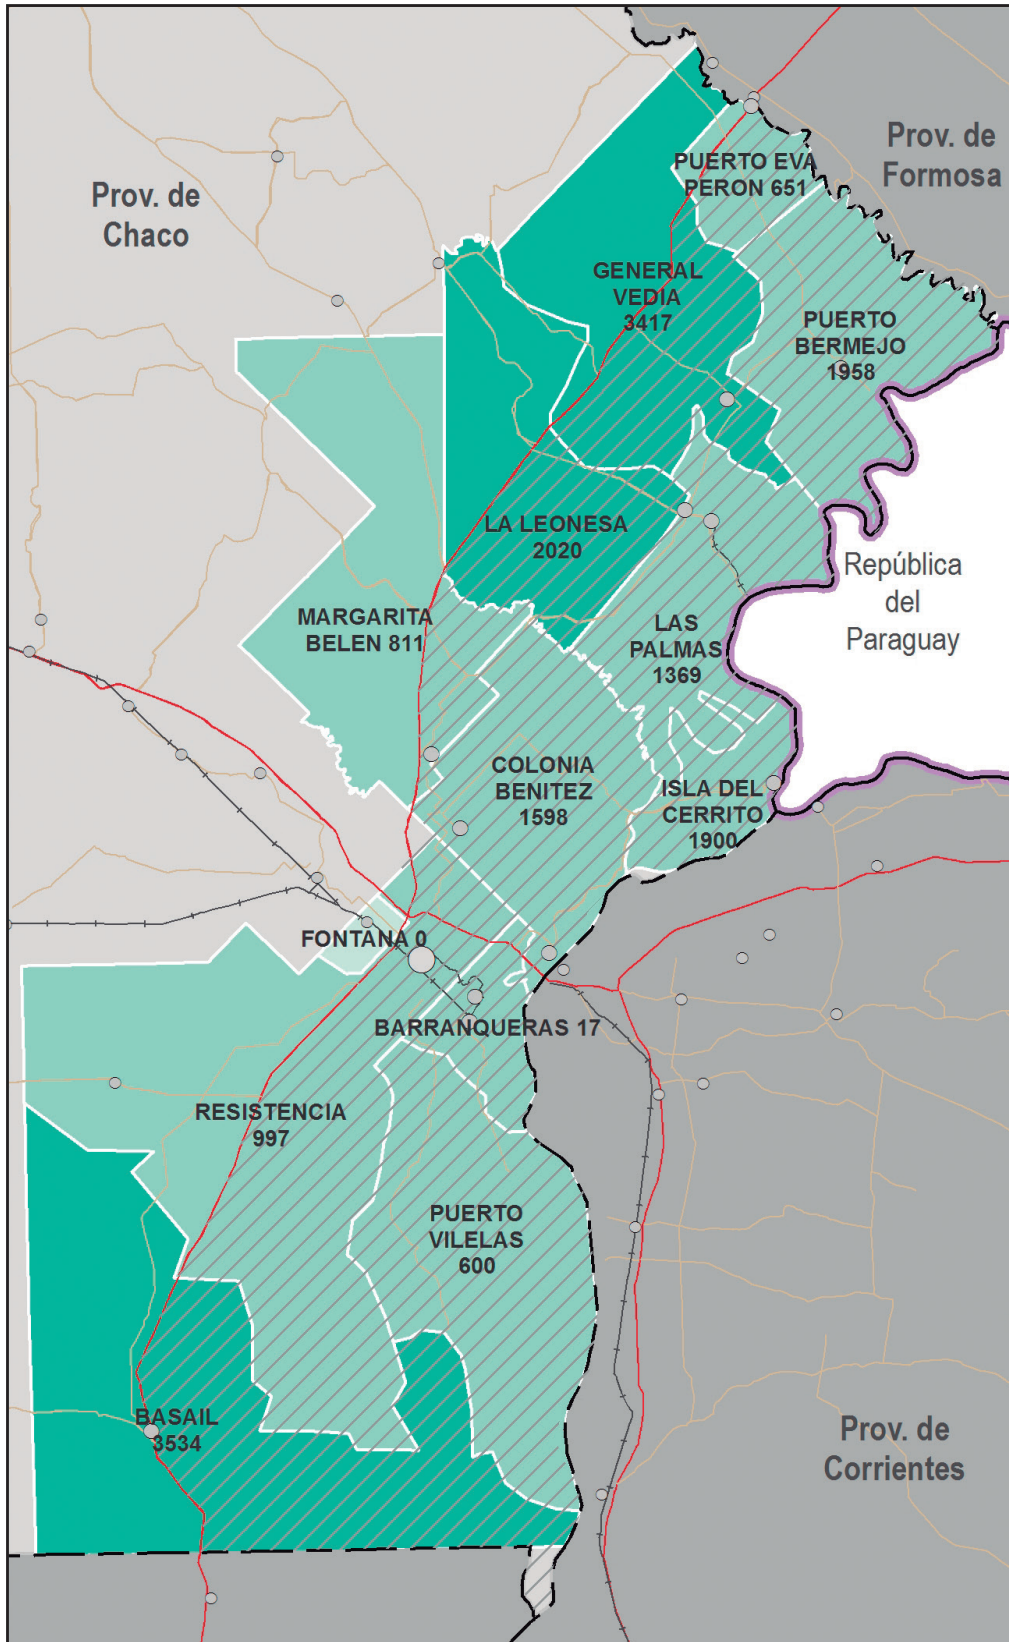 Prov. de
Formosa
Prov. de
Chaco
PUERTO EVA
PERON 651
GENERAL
VEDIA
3417
PUERTO
BERMEJO
1958
LA LEONESA
2020
República
del
Paraguay
MARGARITA
BELEN 811
LAS
PALMAS
1369
COLONIA
BENITEZ
1598
ISLA DEL
CERRITO
1900
FONTANA 0
BARRANQUERAS 17
RESISTENCIA
997
PUERTO
VILELAS
600
BASAIL
3534
Prov. de
Corrientes